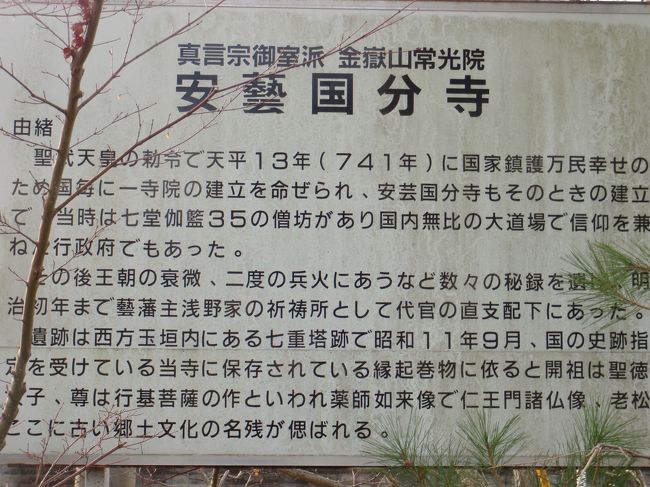 真言宗御室派 金嶽山常光院
安藝国分寺
由緒
聖武天皇の勅令で天平13年(741年)に国家鎮護万民幸せの
ため国毎に一寺院の建立を命ぜられ、安芸国分寺もそのときの建立
で、当時は七堂伽籃35の僧坊があり国内無比の大道場で信仰を兼
ね行政府でもあった。
その後王朝の衰微、二度の兵火にあうなど数々の秘録を遺し、明
治初年まで藝藩主浅野家の祈祷所として代官の直支配下にあった。
遺跡は西方玉垣内にある七重塔跡で昭和11年9月、国の史跡指
定を受けている当寺に保存されている縁起巻物に依ると開祖は聖徳
子、尊は行基菩薩の作といわれ薬師如来像で仁王門諸仏像、老松
ここに古い郷土文化の名残が偲ばれる。